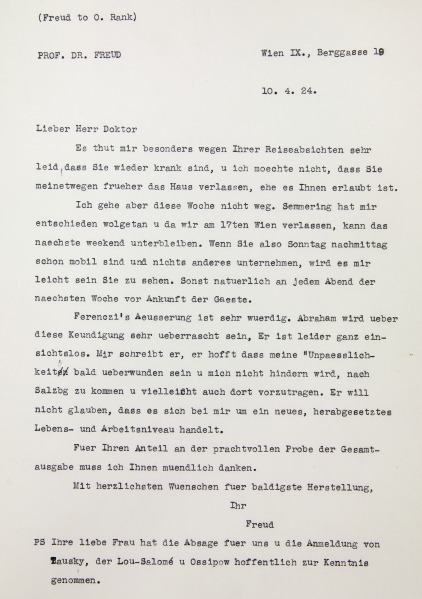 (Freud to O. Rank)
PROF. DR. FREUD
Wien IX., Berggasse 19
10. 4. 24.
Lieber Herr Doktor
Es thut mir besonders wegen Ihrer Reiseabsichten sehr
leid, dass Sie wieder krank sind, u ich moechte nicht, dass Sie
meinetwegen frueher das Haus verlassen, ehe es Ihnen erlaubt ist.
Ich gehe aber diese Woche nicht weg. Semmering hat mir
entschieden wolgetan u da wir am 17ten Wien verlassen, kann das
naechste weekend unterbleiben. Wenn Sie also Sonntag nachmittag
schon mobil sind und nichts anderes unternehmen, wird es mir
leicht sein Sie zu sehen. Sonst natuerlich an jedem Abend der
naechsten Woche vor Ankunft der Gaeste.
Ferenczi's Aeusserung ist sehr wuerdig. Abraham wird ueber
diese Keundigung sehr ueberrascht sein, Er ist leider ganz ein-
sichtslos. Mir schreibt er, er hofft dass meine "Unpaesslich-
keit" bald ueberwunden sein u mich nicht hindern wird, nach
Salzbg zu kommen u vielleicht auch dort vorzutragen. Er will
nicht glauben, dass es sich bei mir um ein neues, herabgesetztes
Lebens- und Arbeitsniveau handelt.
Fuer Ihren Anteil an der prachtvollen Probe der Gesamt-
ausgabe muss ich Ihnen muendlich danken.
Mit herzlichsten Wuenschen fuer baldigste Herstellung,
Ihr
Freud
PS Ihre liebe Frau hat die Absage fuer uns u die Anmeldung von
Tausky, der Lou-Salomé u Ossipow hoffentlich zur Kenntnis
genommen.